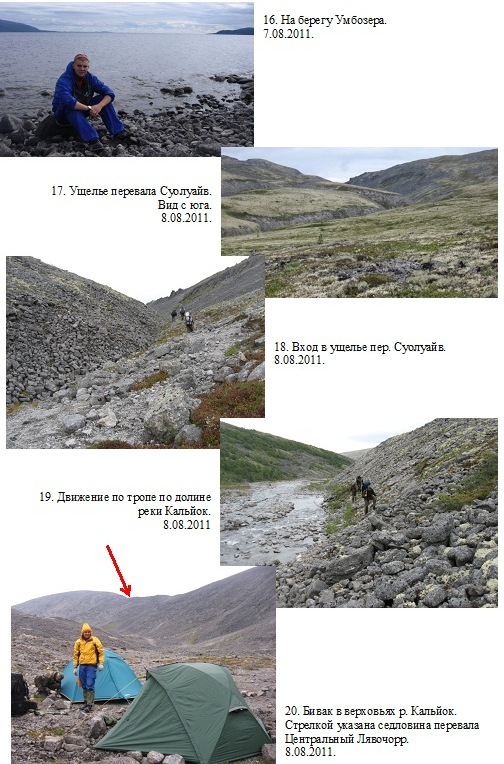 16. На берегу Умбозера.
7.08.2011.
17. Ущелье перевала Суолуайв.
Вид с юга.
8.08.2011.
18. Вход в ущелье пер. Суолуайв.
8.08.2011.
19. Движение по тропе по долине
реки Кальйок.
8.08.2011
20. Бивак в верховьях р. Кальйок.
Стрелкой указана седловина перевала
Центральный Лявочорр.
8.08.2011.